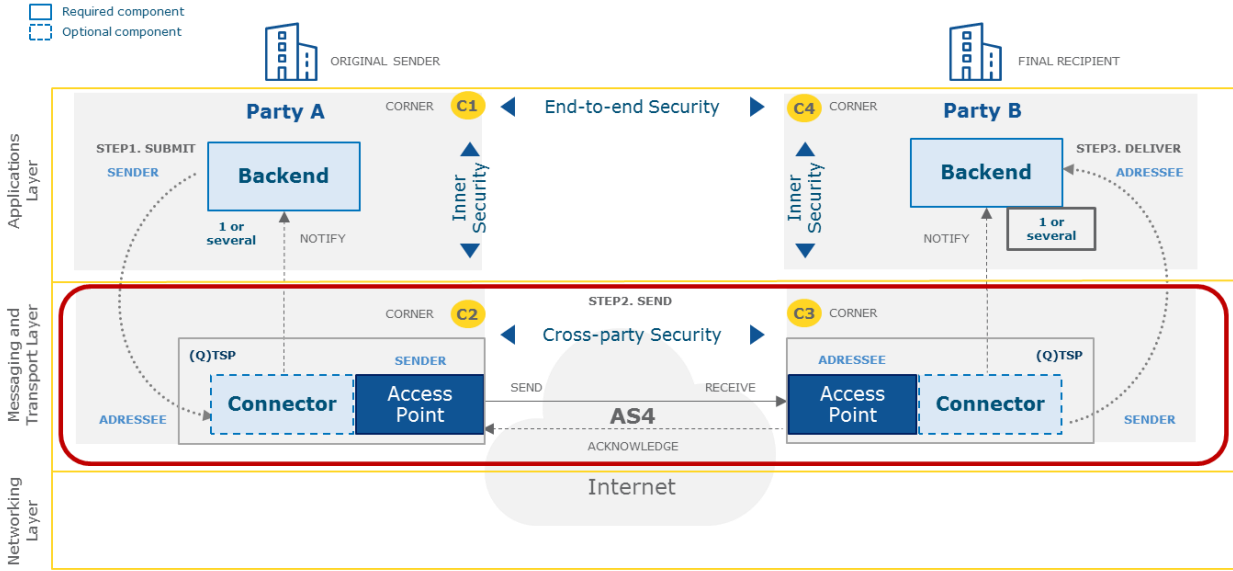 Required component
Optional component
ORIGINAL SENDER
FINAL RECIPIENT
Applications
Layer
Party A
CORNER
C1
End-to-end Security
C4
CORNER
Party B
STEP1. SUBMIT
SENDER
Backend
Inner
Security
Inner
Security
Backend
STEP3. DELIVER
ADRESSEE
1 or
several
NOTIFY
NOTIFY
1 or
several
Messaging and
Transport Layer
STEP2. SEND
CORNER
C2
Cross-party Security
C3
CORNER
(Q)TSP
SENDER
ADRESSEE
(Q)TSP
ADRESSEE
Connector
Access
Point
SEND
RECEIVE
AS4
ACKNOWLEDGE
Access
Point
Connector
SENDER
Networking
Layer
Internet